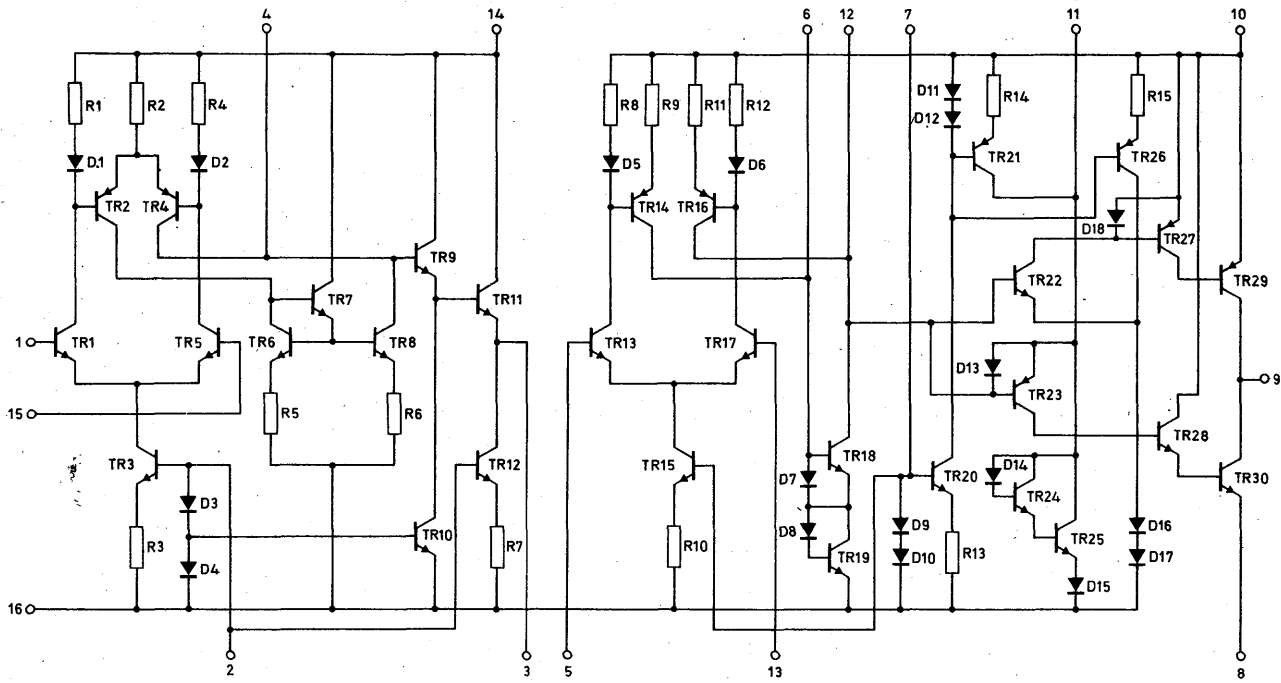 4 14 6 12 7 11 10
R1 R2 R4 R8 R9 R11 R12 D11 R14 R15
D12
D.1 D2 D5 D6 TR21 TR26
TR2 TR4 TR14 TR16
D18 TR27
TR9
TR7 TR11 TR22 TR29
1 TR1 TR5 TR6 TR8 TR13 TR17
D13 9
TR23
15 R5 R6
TR28
TR3 TR12 TR15 D7 TR18 TR20 D14 TR30
TR24
D3
D8 D9 D16
R3 TR10 R7 R10 TR19 R13 TR25
D4 D10 D17
D15
16
2 3 5 13 8